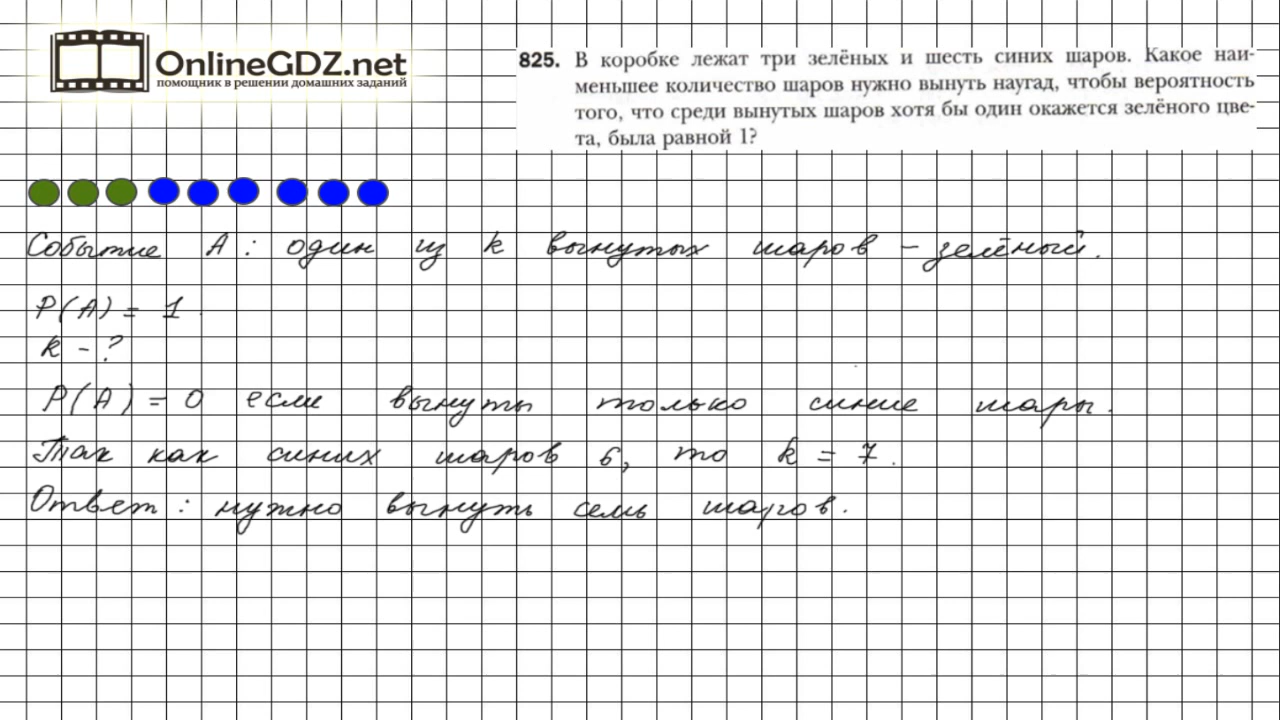 OnlineGDZ.net
помощник в решении домашних заданий
825. В коробке лежат три зелёных и шесть синих шаров. Какое наи-
меньшее количество шаров нужно вынуть наугад, чтобы вероятность
того, что среди вынутых шаров хотя бы один окажется зелёного цве-
та, была равной 1?
Событие A: один из k вынутых шаров – зелёный.
P(A) = 1.
k – ?
P(A) = 0 если вынуты только синие шары.
Так как синих шаров 6, то k = 7.
Ответ: нужно вынуть семь шаров.